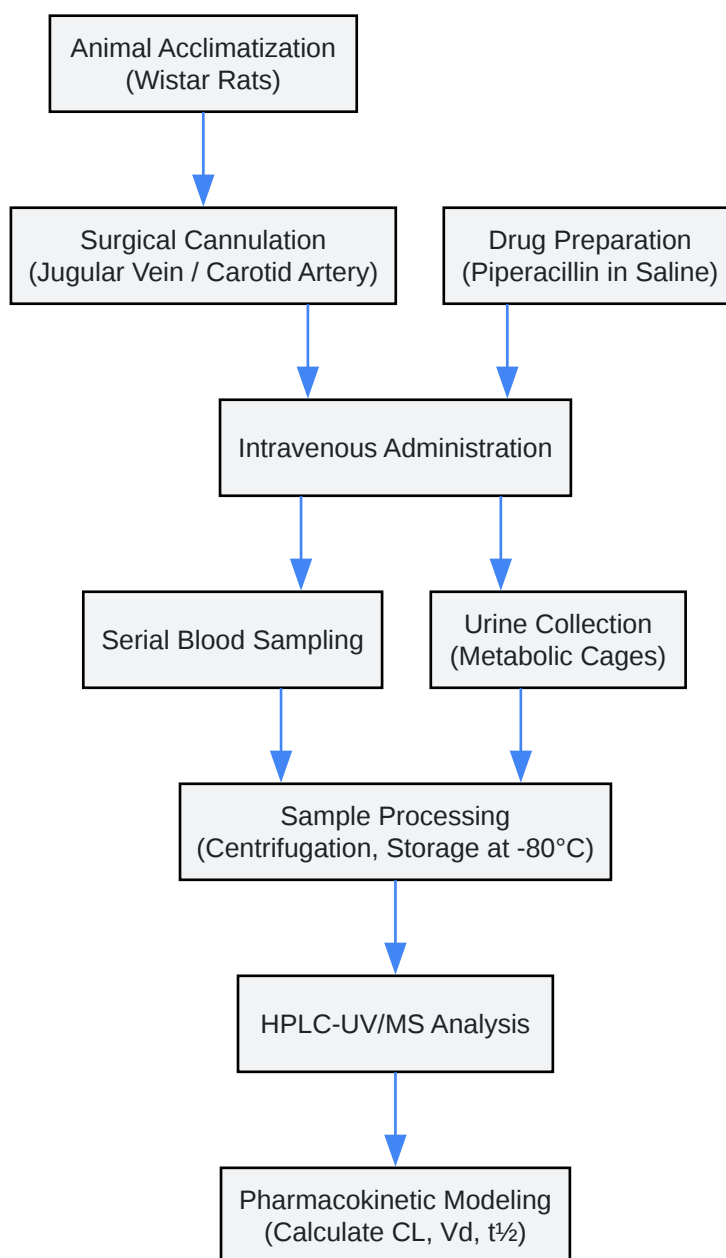 Animal Acclimatization
(Wistar Rats)
Surgical Cannulation
(Jugular Vein / Carotid Artery)
Drug Preparation
(Piperacillin in Saline)
Intravenous Administration
Serial Blood Sampling
Urine Collection
(Metabolic Cages)
Sample Processing
(Centrifugation, Storage at -80°C)
HPLC-UV/MS Analysis
Pharmacokinetic Modeling
(Calculate CL, Vd, t½)